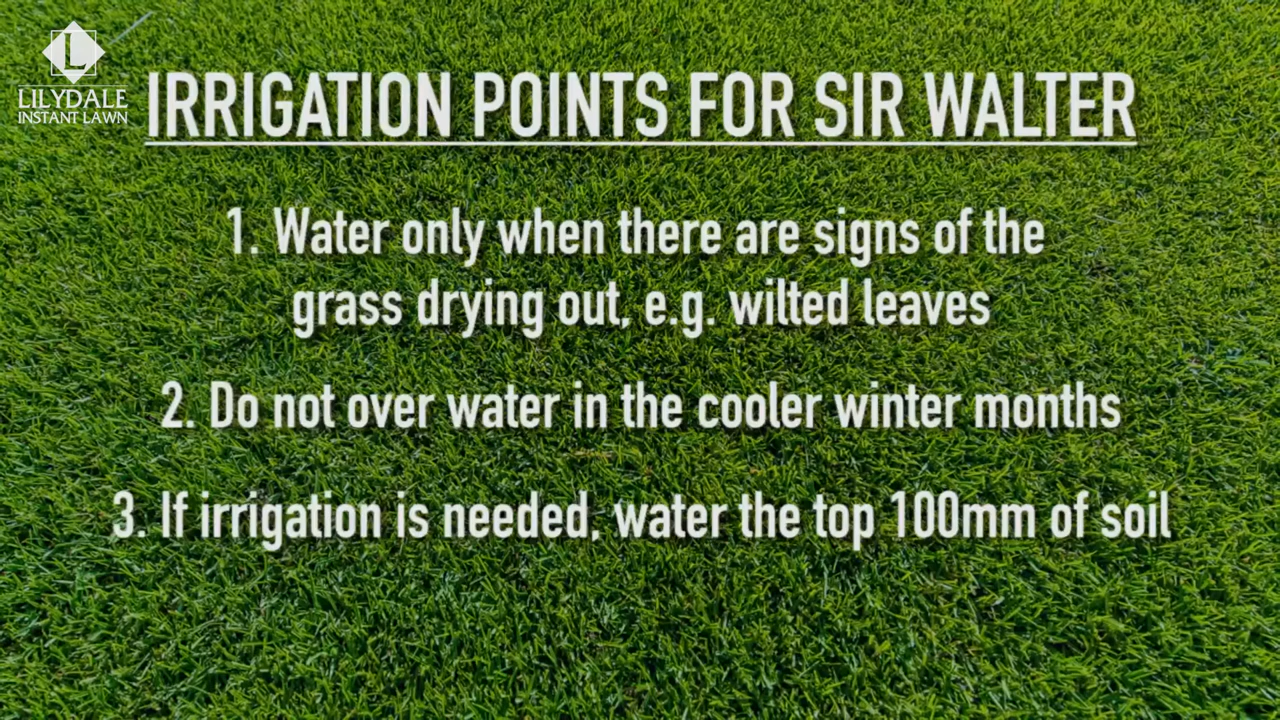 L
LILYDALE
INSTANT LAWN
IRRIGATION POINTS FOR SIR WALTER
1. Water only when there are signs of the
grass drying out, e.g. wilted leaves
2. Do not over water in the cooler winter months
3. If irrigation is needed, water the top 100mm of soil